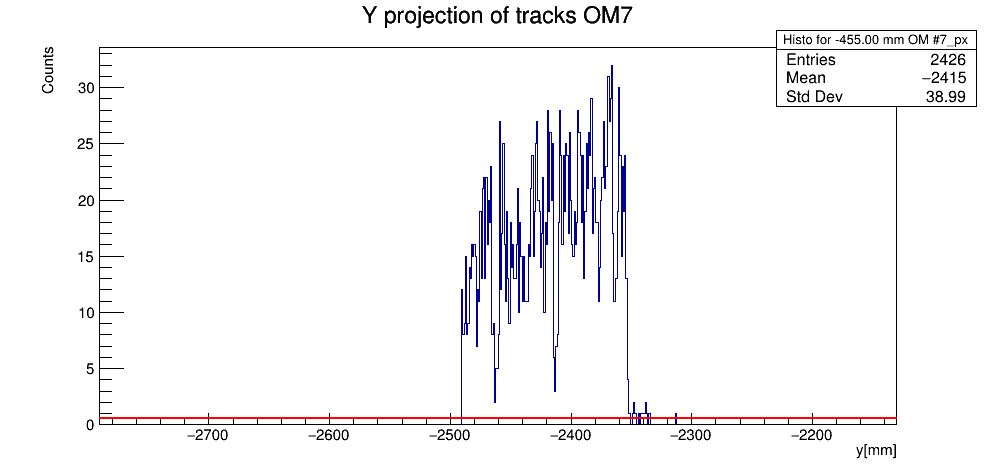 Y projection of tracks OM7
Histo for -455.00 mm OM #7_px
Entries 2426
Mean −2415
Std Dev 38.99
Counts
30
25
20
15
10
5
0
−2700 −2600 −2500 −2400 −2300 −2200
y[mm]